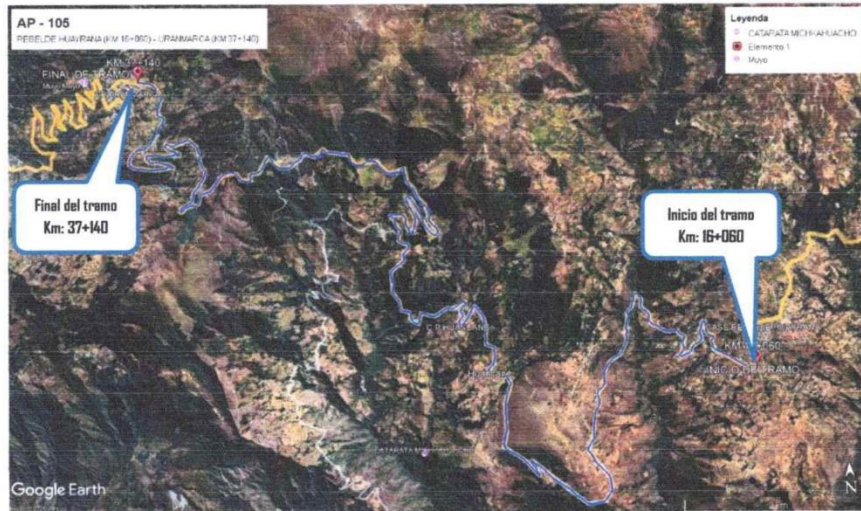 AP - 105
REBELDE HUAYRANA (KM 16+060) - URANMARCA (KM 37+140)
Leyenda
CATARATA MICHKAHUACHO
Elemento 1
Muyo
KM 37+140
FINAL DE TRAMO
Final del tramo
Km: 37+140
Inicio del tramo
Km: 16+060
INICIO DE TRAMO
CATARATA
Google Earth
N